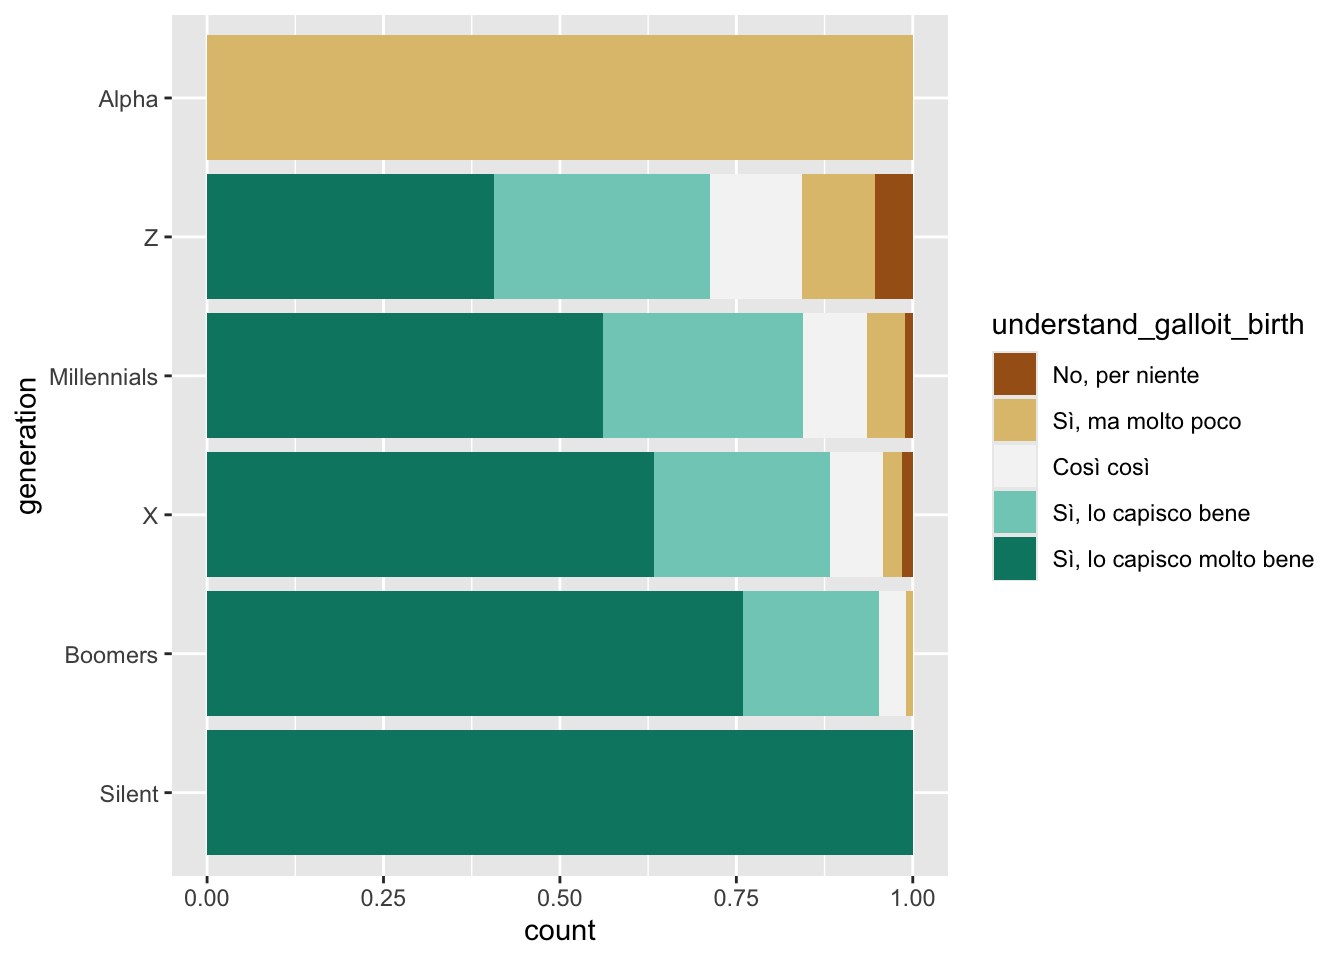 generation
Alpha
Z
Millennials
X
Boomers
Silent
0.00 0.25 0.50 0.75 1.00
count
understand_galloit_birth
No, per niente
Sì, ma molto poco
Così così
Sì, lo capisco bene
Sì, lo capisco molto bene